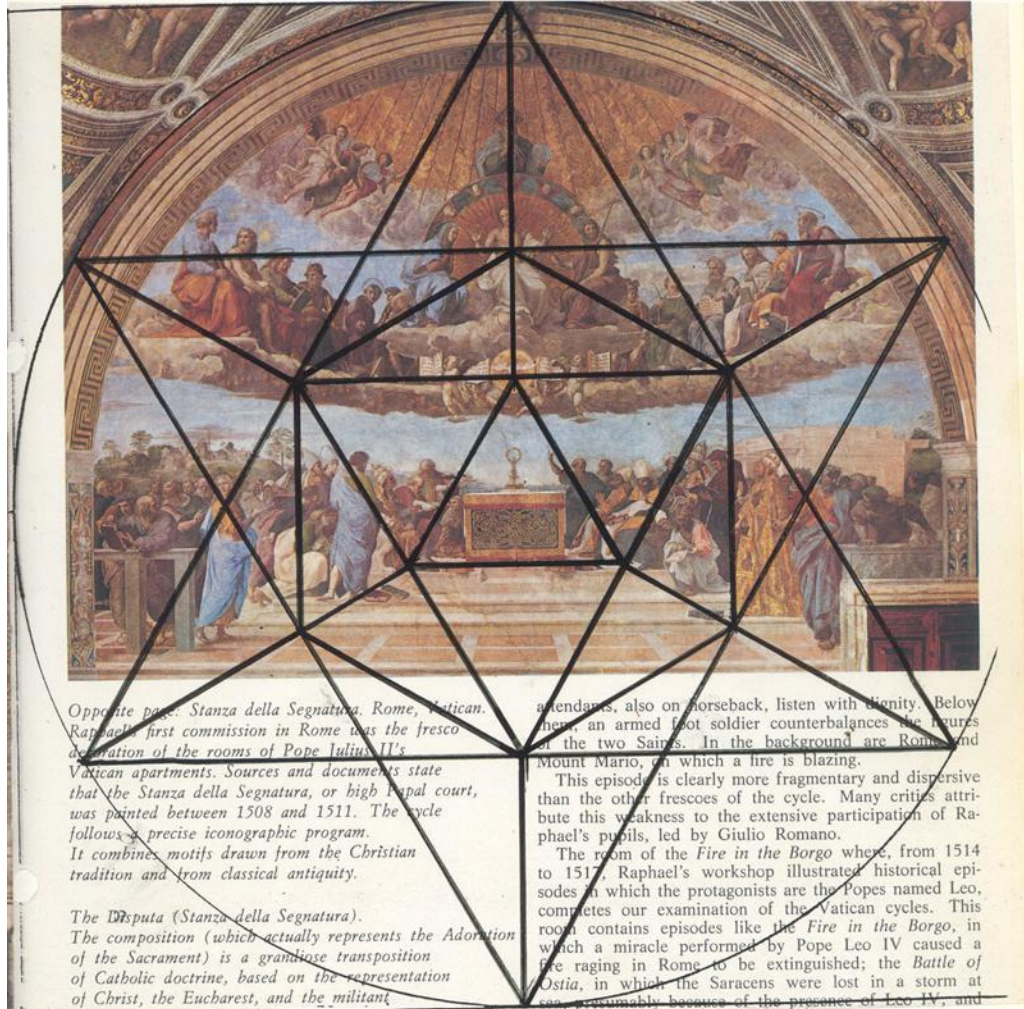 Opposite page: Stanza della Segnatura, Rome, Vatican.
Raphael's first commission in Rome was the fresco
decoration of the rooms of Pope Julius II's
Vatican apartments. Sources and documents state
that the Stanza della Segnatura, or high Papal court,
was painted between 1508 and 1511. The cycle
follows a precise iconographic program.
It combines motifs drawn from the Christian
tradition and from classical antiquity.
The Disputa (Stanza della Segnatura).
The composition (which actually represents the Adoration
of the Sacrament) is a grandiose transposition
of Catholic doctrine, based on the representation
of Christ, the Eucharest, and the militant
attendants, also on horseback, listen with dignity. Below
them, an armed foot soldier counterbalances the figures
of the two Saints. In the background are Rome and
Mount Mario, on which a fire is blazing.
This episode is clearly more fragmentary and dispersive
than the other frescoes of the cycle. Many critics attri-
bute this weakness to the extensive participation of Ra-
phael's pupils, led by Giulio Romano.
The room of the Fire in the Borgo where, from 1514
to 1517, Raphael's workshop illustrated historical epi-
sodes in which the protagonists are the Popes named Leo,
completes our examination of the Vatican cycles. This
room contains episodes like the Fire in the Borgo, in
which a miracle performed by Pope Leo IV caused a
fire raging in Rome to be extinguished; the Battle of
Ostia, in which the Saracens were lost in a storm at
sea, presumably because of the presence of Leo IV, and